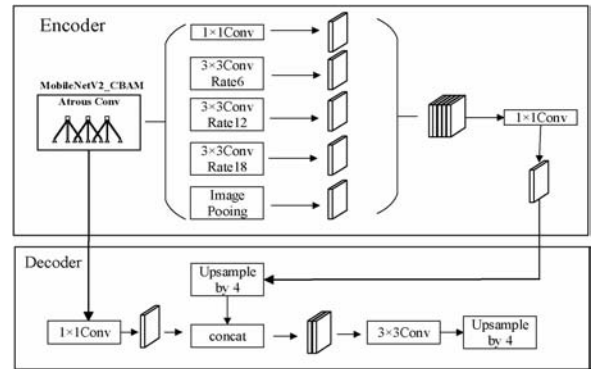 Encoder
MobileNetV2_CBAM
Atrous Conv
1×1Conv
3×3Conv
Rate6
3×3Conv
Rate12
3×3Conv
Rate18
Image
Pooing
1×1Conv
Decoder
Upsample
by 4
1×1Conv
concat
3×3Conv
Upsample
by 4